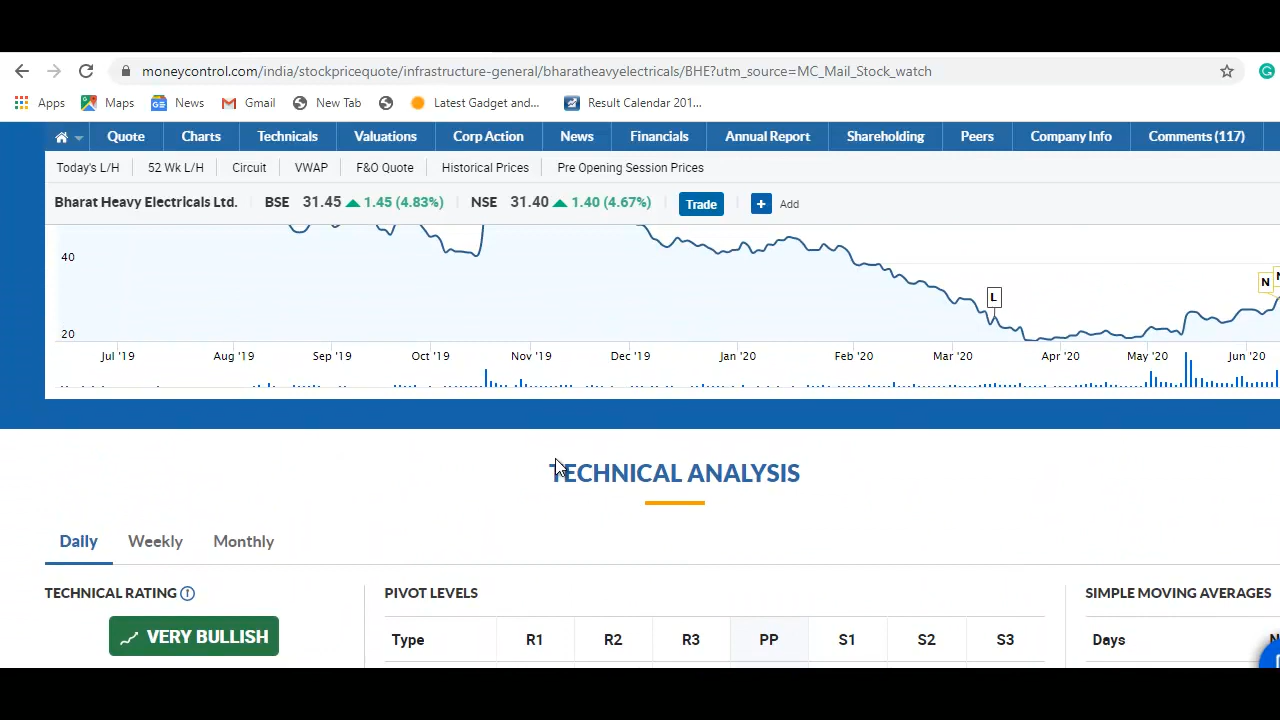 moneycontrol.com/india/stockpricequote/infrastructure-general/bharatheavyelectricals/BHE?utm_source=MC_Mail_Stock_watch
Apps Maps News Gmail New Tab Latest Gadget and... Result Calendar 201...
Quote Charts Technicals Valuations Corp Action News Financials Annual Report Shareholding Peers Company Info Comments (117)
Today's L/H 52 Wk L/H Circuit VWAP F&O Quote Historical Prices Pre Opening Session Prices
Bharat Heavy Electricals Ltd. BSE 31.45 1.45 (4.83%) NSE 31.40 1.40 (4.67%) Trade + Add
40
N N
L
20
Jul '19 Aug '19 Sep '19 Oct '19 Nov '19 Dec '19 Jan '20 Feb '20 Mar '20 Apr '20 May '20 Jun '20
TECHNICAL ANALYSIS
Daily Weekly Monthly
TECHNICAL RATING PIVOT LEVELS SIMPLE MOVING AVERAGES
VERY BULLISH
Type R1 R2 R3 PP S1 S2 S3 Days